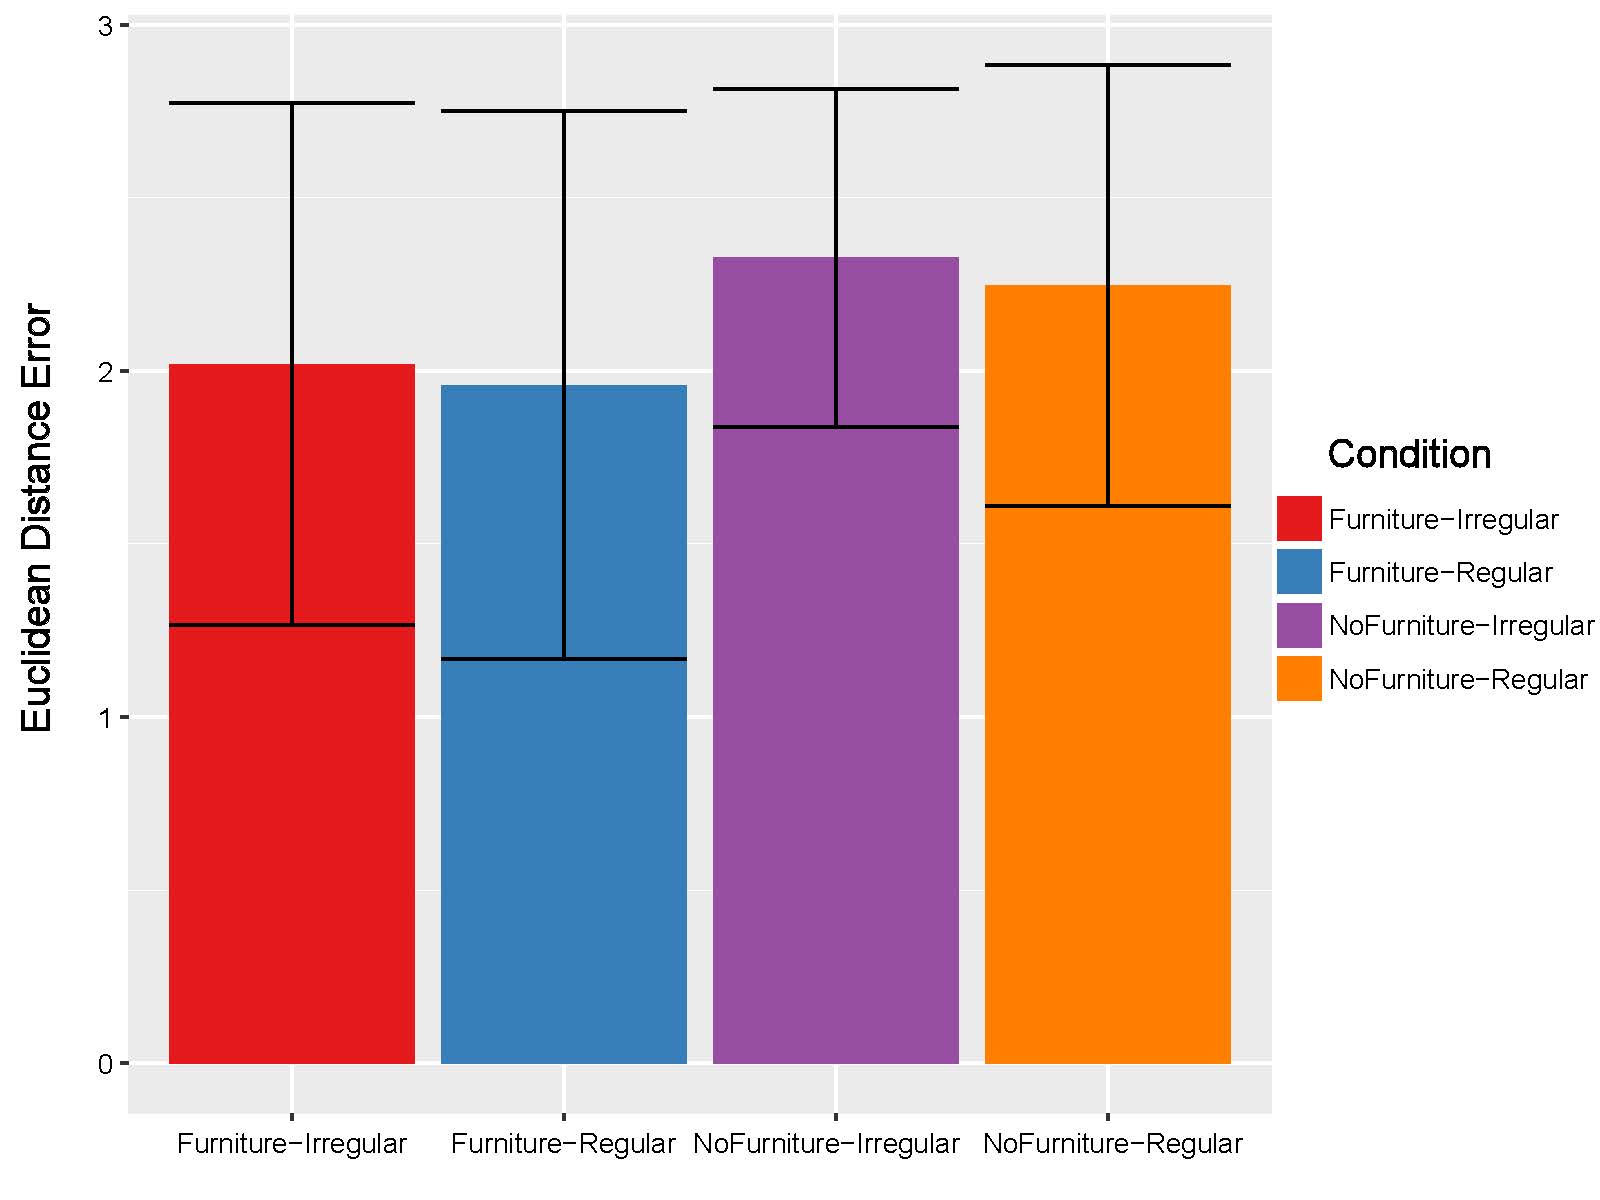 3
2
1
0
Euclidean Distance Error
Furniture-Irregular
Furniture-Regular
NoFurniture-Irregular
NoFurniture-Regular
Condition
Furniture-Irregular
Furniture-Regular
NoFurniture-Irregular
NoFurniture-Regular